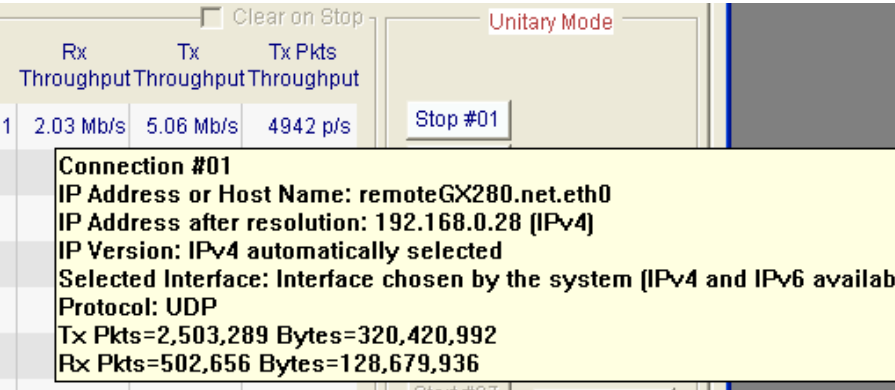 Clear on Stop
Unitary Mode
Rx Tx Tx Pkts
Throughput Throughput Throughput
1 2.03 Mb/s 5.06 Mb/s 4942 p/s Stop #01
Connection #01
IP Address or Host Name: remoteGX280.net.eth0
IP Address after resolution: 192.168.0.28 (IPv4)
IP Version: IPv4 automatically selected
Selected Interface: Interface chosen by the system (IPv4 and IPv6 availab
Protocol: UDP
Tx Pkts=2,503,289 Bytes=320,420,992
Rx Pkts=502,656 Bytes=128,679,936